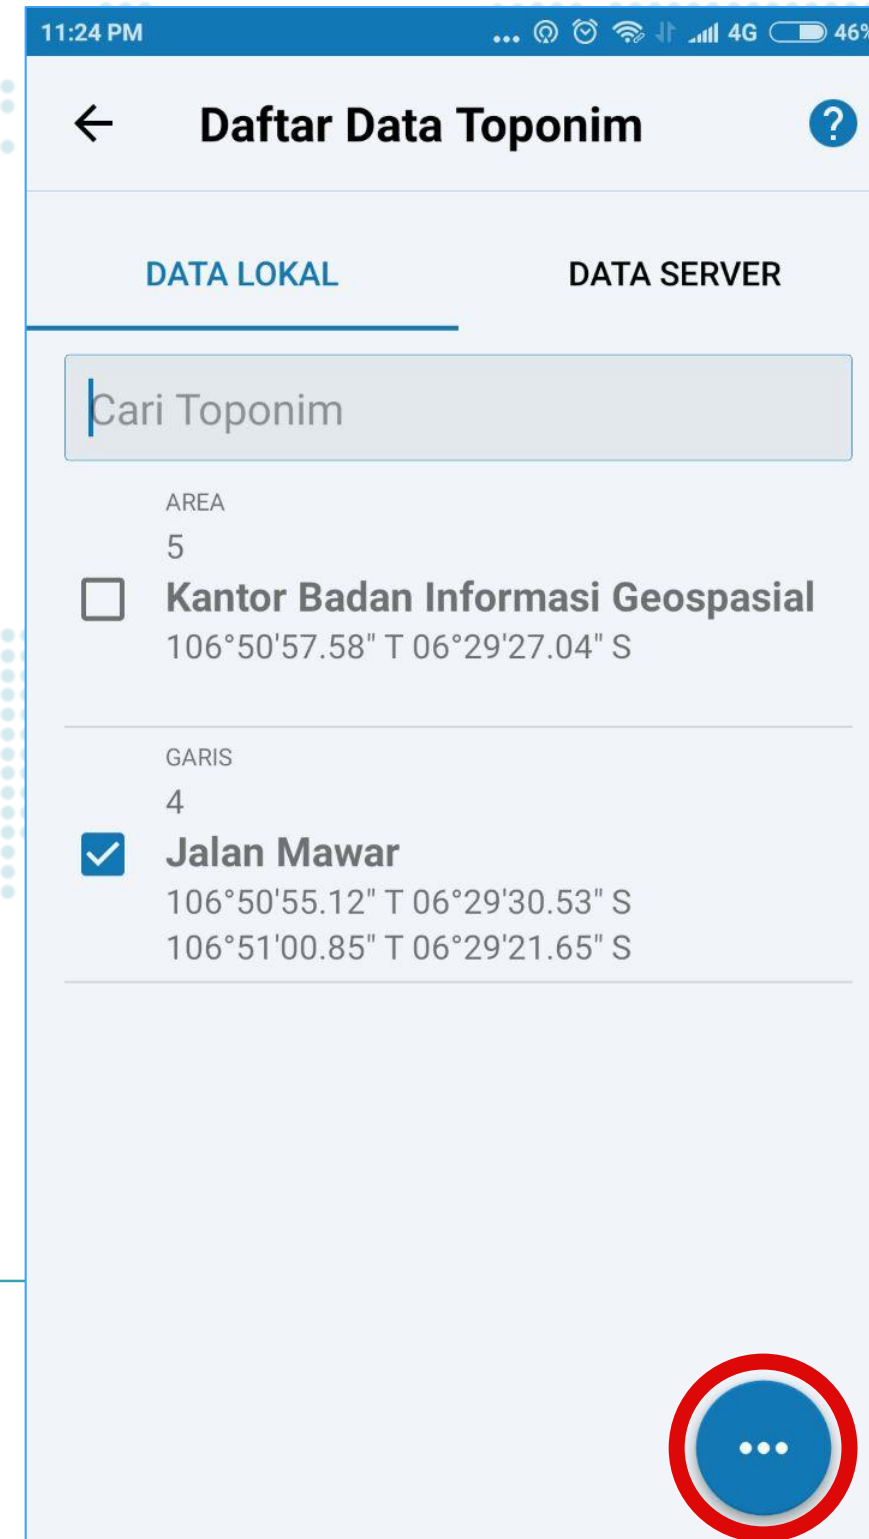 11:24 PM ... 4G 46%
Daftar Data Toponim ?
DATA LOKAL DATA SERVER
Cari Toponim
AREA
5
Kantor Badan Informasi Geospasial
106°50'57.58" T 06°29'27.04" S
GARIS
4
Jalan Mawar
106°50'55.12" T 06°29'30.53" S
106°51'00.85" T 06°29'21.65" S